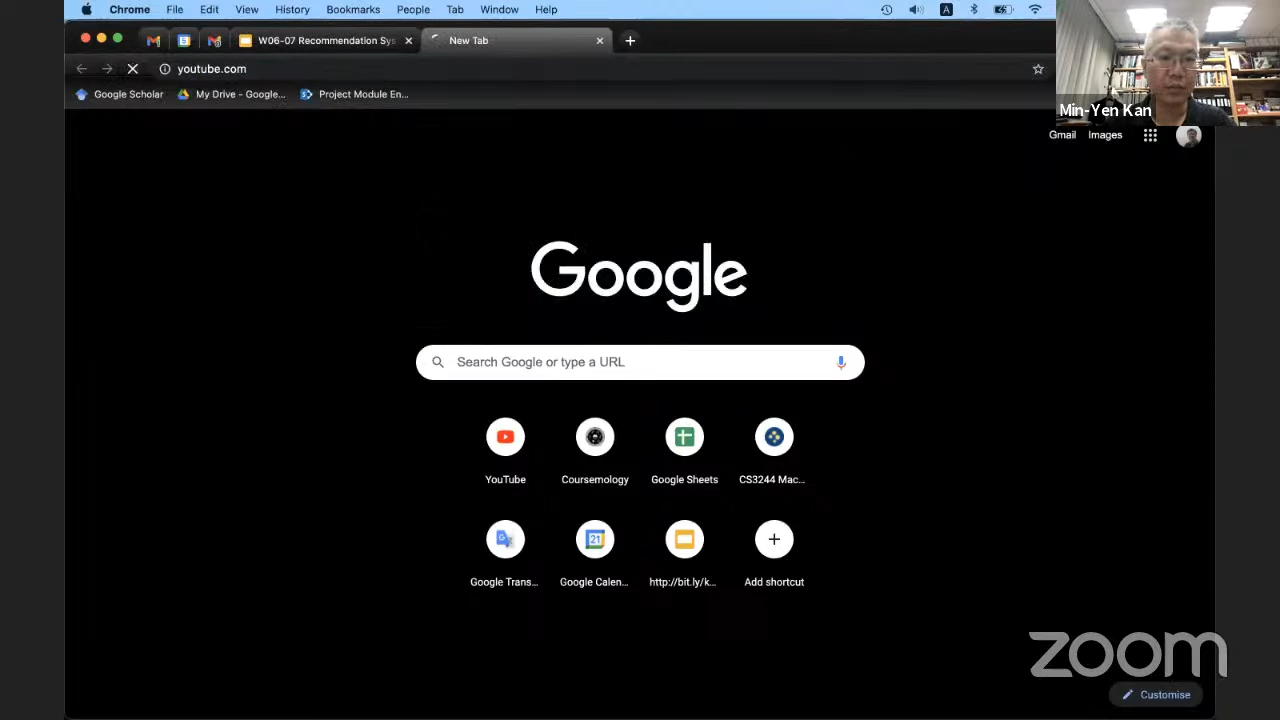 Chrome File Edit View History Bookmarks People Tab Window Help
W06-07 Recommendation Sys
New Tab
youtube.com
Google Scholar My Drive - Google... Project Module En...
Min-Yen Kan
Gmail Images
Google
Search Google or type a URL
YouTube Coursemology Google Sheets CS3244 Mac...
21
Google Trans... Google Calen... http://bit.ly/k... Add shortcut
zoom
Customise